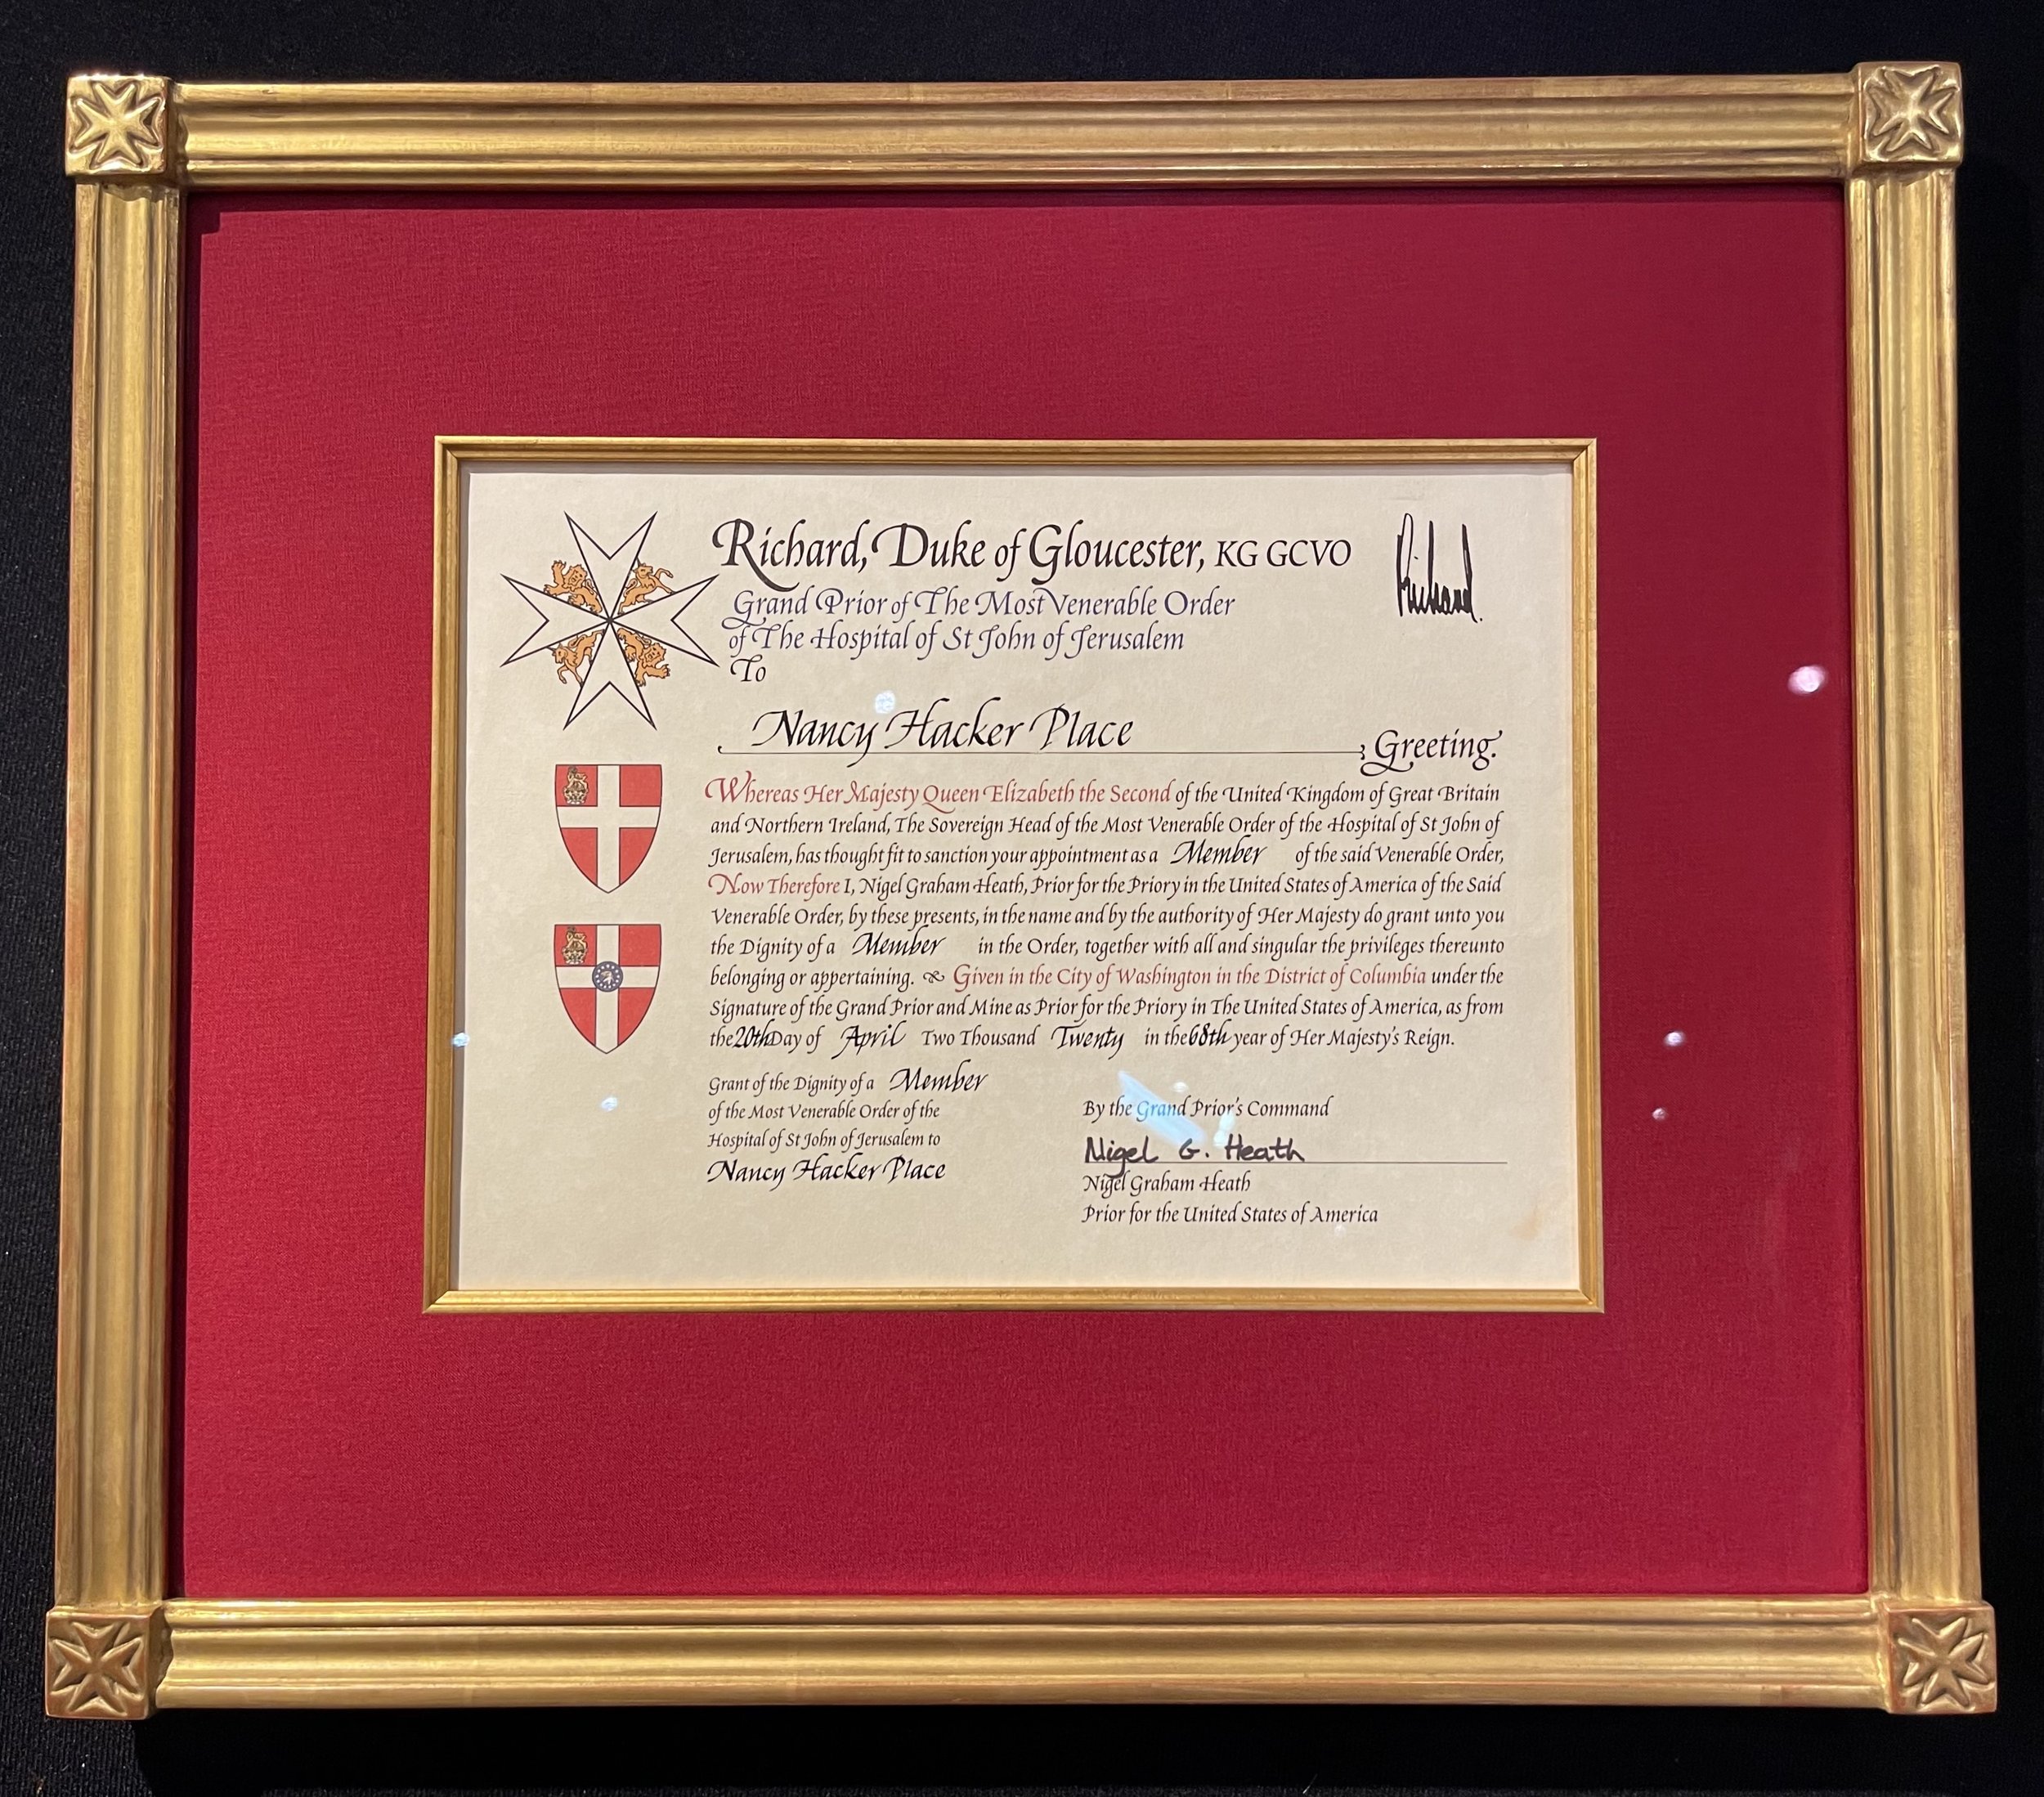 Richard, Duke of Gloucester, KG GCVO
Richard.
Grand Prior of The Most Venerable Order
of The Hospital of St John of Jerusalem
To
Nancy Hacker Place, Greeting.
Whereas Her Majesty Queen Elizabeth the Second of the United Kingdom of Great Britain
and Northern Ireland, The Sovereign Head of the Most Venerable Order of the Hospital of St John of
Jerusalem, has thought fit to sanction your appointment as a Member of the said Venerable Order,
Now Therefore I, Nigel Graham Heath, Prior for the Priory in the United States of America of the Said
Venerable Order, by these presents, in the name and by the authority of Her Majesty do grant unto you
the Dignity of a Member in the Order, together with all and singular the privileges thereunto
belonging or appertaining. Given in the City of Washington in the District of Columbia under the
Signature of the Grand Prior and Mine as Prior for the Priory in The United States of America, as from
the 20th Day of April Two Thousand Twenty in the 68th year of Her Majesty's Reign.
Grant of the Dignity of a Member
of the Most Venerable Order of the
Hospital of St John of Jerusalem to
Nancy Hacker Place
By the Grand Prior's Command
Nigel G. Heath
Nigel Graham Heath
Prior for the United States of America